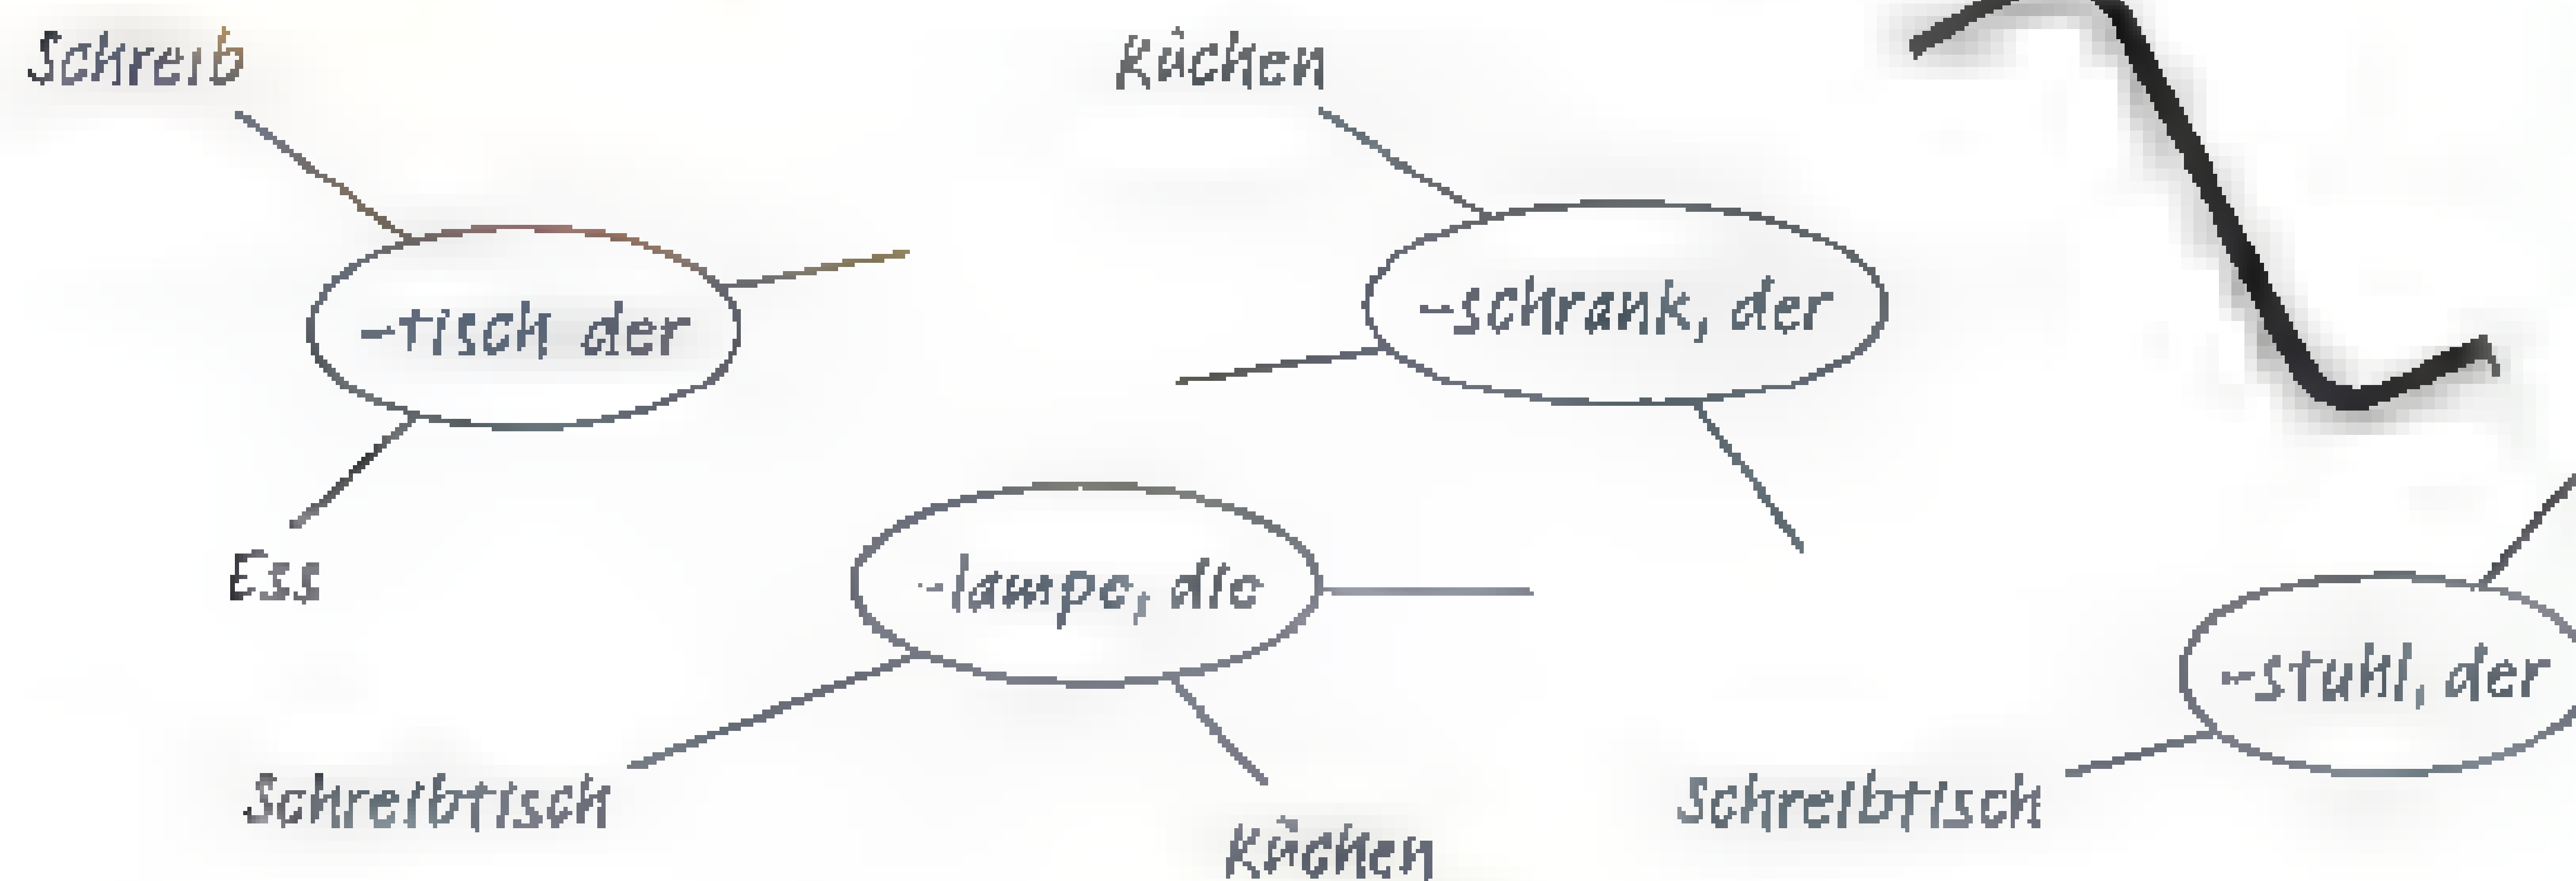 Schreib
Küchen
-tisch der
-schrank, der
Ess
-lampe, die
-stuhl, der
Schreibtisch
Schreibtisch
Küchen